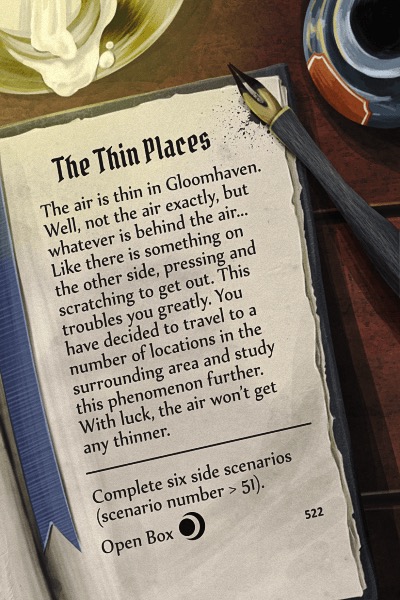 The Thin Places
The air is thin in Gloomhaven.
Well, not the air exactly, but
whatever is behind the air...
Like there is something on
the other side, pressing and
scratching to get out. This
troubles you greatly. You
have decided to travel to a
number of locations in the
surrounding area and study
this phenomenon further.
With luck, the air won't get
any thinner.
Complete six side scenarios
(scenario number > 51).
Open Box
522